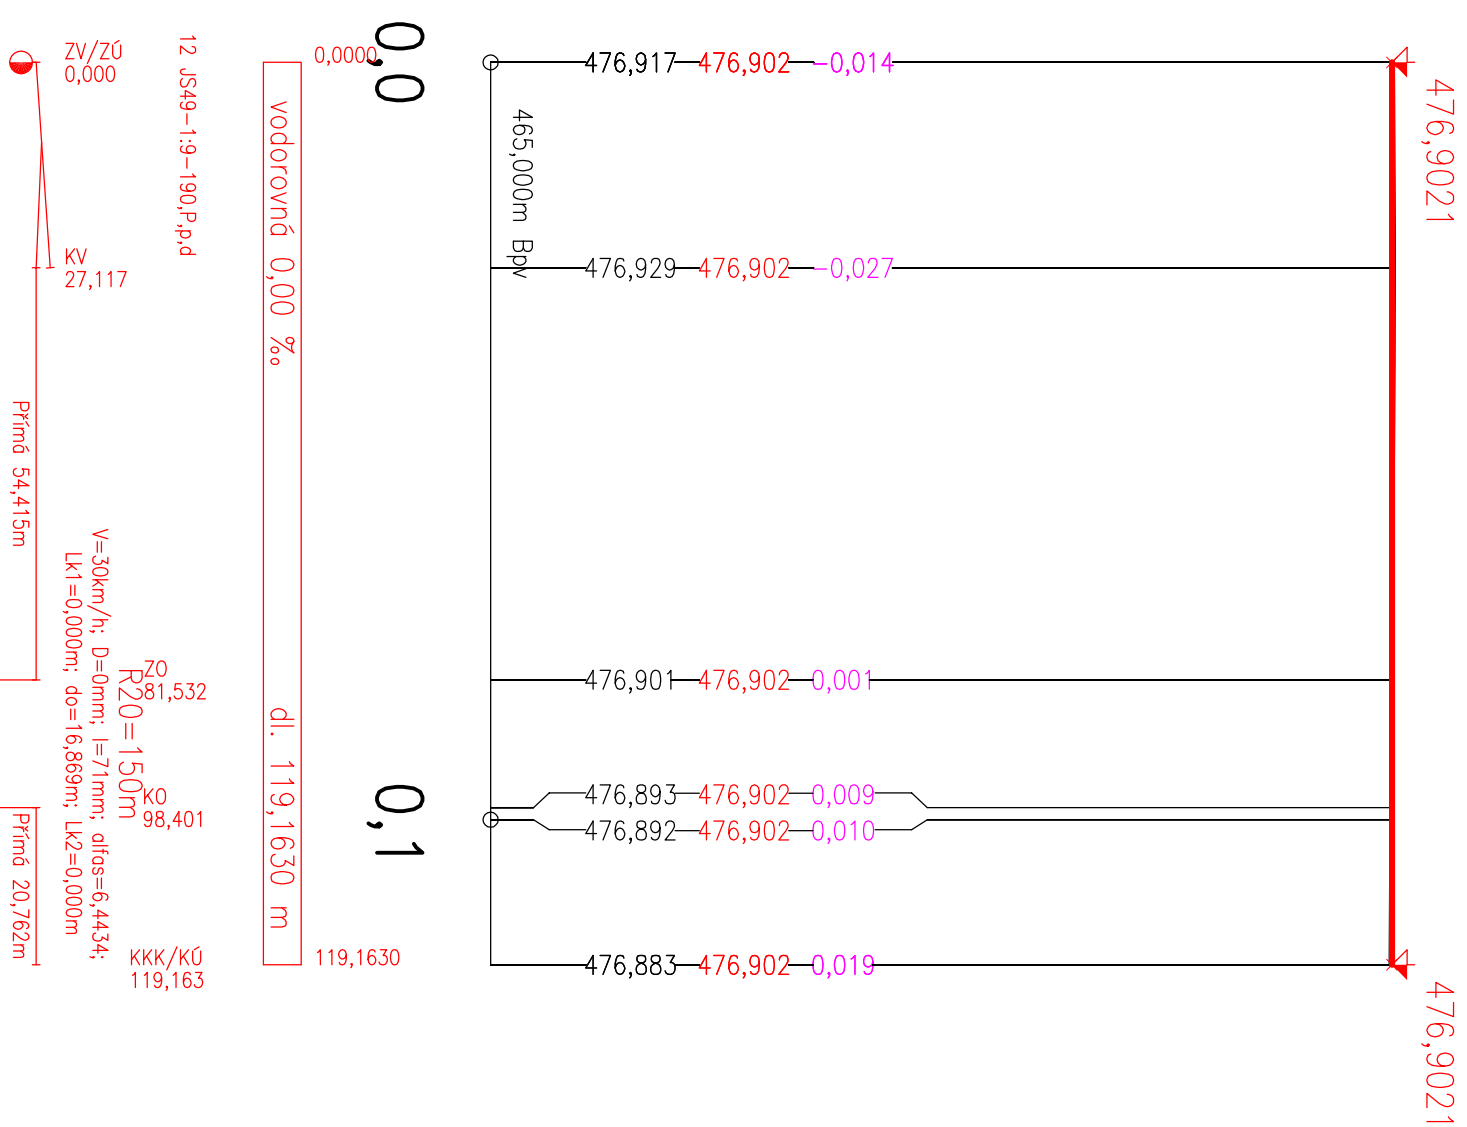 ZV/ZÚ
0,000
12 JS49-1:9-190,P,p,d
0,0000
0,0
476,917 476,902 -0,014
476,9021
465,000m Bpv
vodorovná 0,00 ‰
KV
27,117
476,929 476,902 -0,027
Přímá 54,415m
V=30km/h; D=0mm; I=71mm; alfas=6,4434;
Lk1=0,000m; do=16,869m; Lk2=0,000m
R20=150m
ZO
81,532
476,901 476,902 0,001
dl. 119,1630 m
KO
98,401
0,1
476,893 476,902 0,009
476,892 476,902 0,010
Přímá 20,762m
KKK/KÚ
119,163
119,1630
476,883 476,902 0,019
476,9021